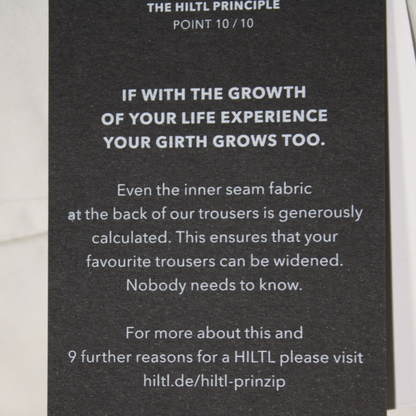 THE HILTL PRINCIPLE
POINT 10 / 10
IF WITH THE GROWTH
OF YOUR LIFE EXPERIENCE
YOUR GIRTH GROWS TOO.
Even the inner seam fabric
at the back of our trousers is generously
calculated. This ensures that your
favourite trousers can be widened.
Nobody needs to know.
For more about this and
9 further reasons for a HILTL please visit
hiltl.de/hiltl-prinzip